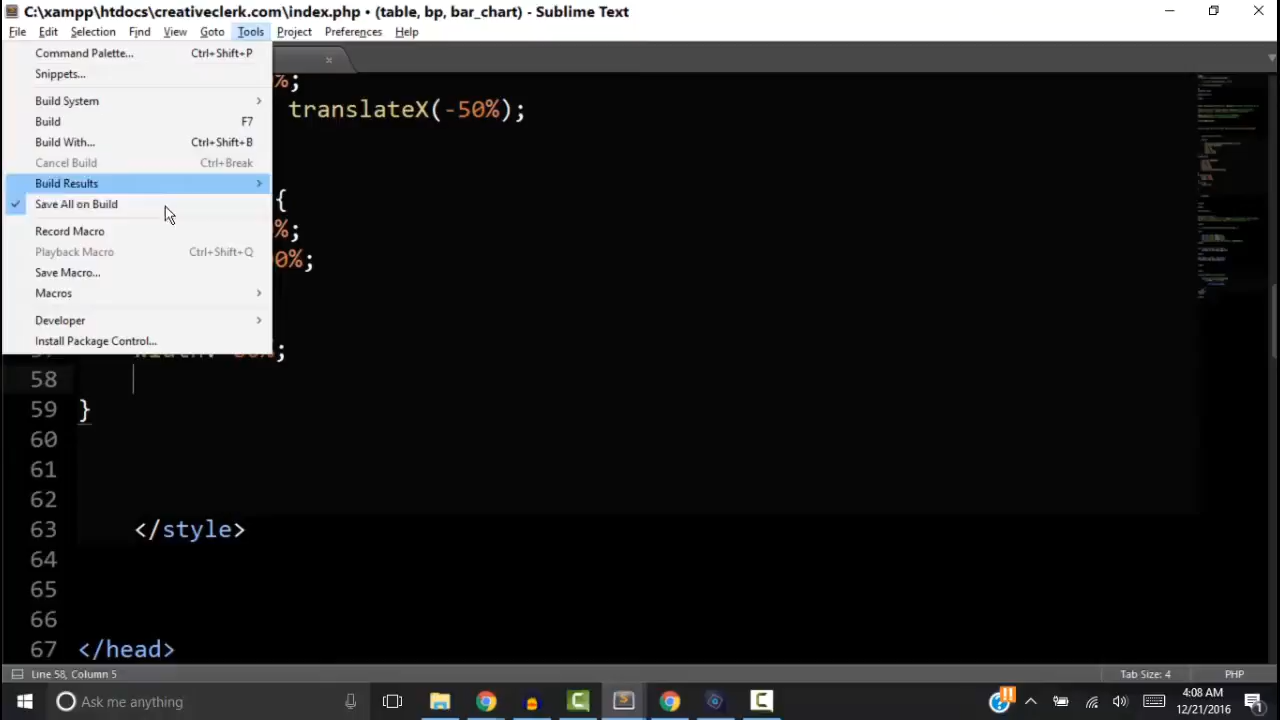 C:\xampp\htdocs\creativeclerk.com\index.php • (table, bp, bar_chart) - Sublime Text
File Edit Selection Find View Goto Tools Project Preferences Help
Command Palette... Ctrl+Shift+P
Snippets...
Build System
Build F7
Build With... Ctrl+Shift+B
Cancel Build Ctrl+Break
Build Results
Save All on Build
Record Macro
Playback Macro Ctrl+Shift+Q
Save Macro...
Macros
Developer
Install Package Control...
%;
translateX(-50%);
{
%;
0%;
58
59 }
60
61
62
63 </style>
64
65
66
67 </head>
Line 58, Column 5 Tab Size: 4 PHP
Ask me anything
4:08 AM
12/21/2016